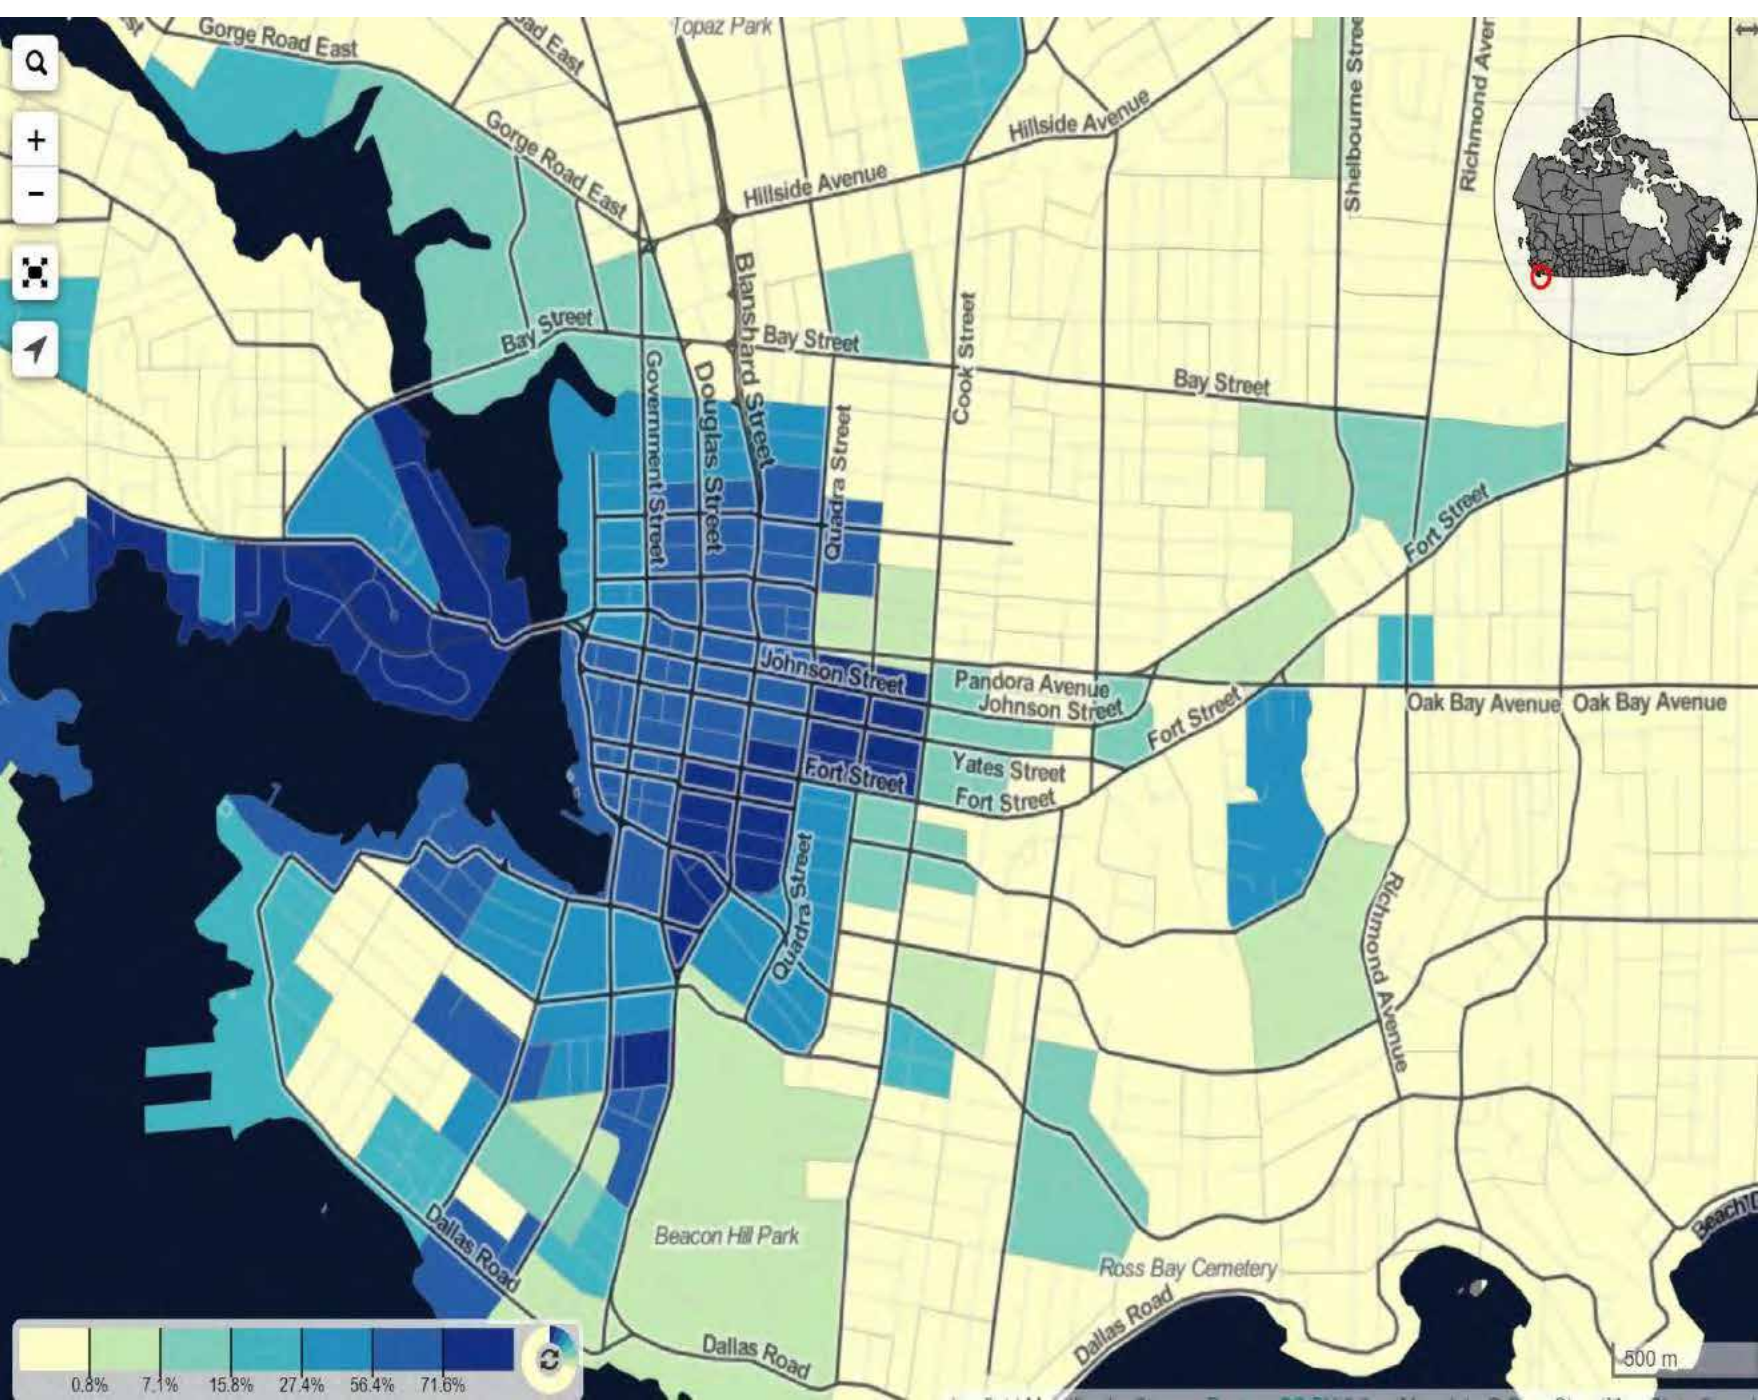 Gorge Road East
ad East
Topaz Park
Shelbourne Stree
Richmond Aven
Hillside Avenue
Gorge Road East
Hillside Avenue
+
−
Bay Street
Blanshard Street
Bay Street
Cook Street
Bay Street
Government Street
Douglas Street
Quadra Street
Fort Street
Johnson Street
Pandora Avenue
Johnson Street
Fort Street
Oak Bay Avenue
Oak Bay Avenue
Fort Street
Yates Street
Fort Street
Quadra Street
Richmond Avenue
Dallas Road
Beacon Hill Park
Ross Bay Cemetery
Beach D
Dallas Road
Dallas Road
500 m
0.8%
7.1%
15.8%
27.4%
56.4%
71.6%